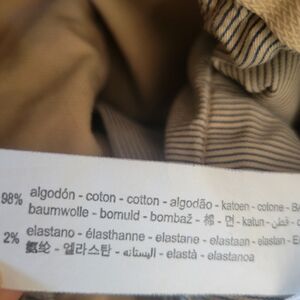 98% algodón - coton - cotton - algodão - katoen - cotone -
baumwolle - bomuld - bombaž - 棉 - 면 - katun -
2% elastano - élasthanne - elastane - elastaan - elastan -
氨纶 - 엘라스탄 - الیستانه - elastà - elastanoa